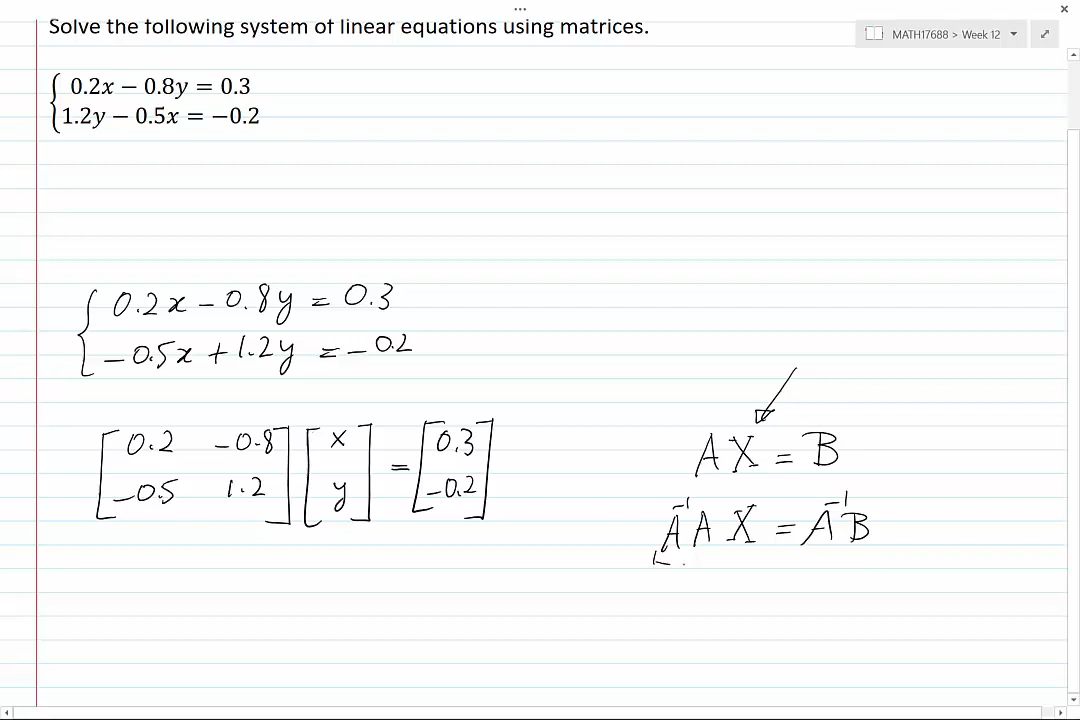 Solve the following system of linear equations using matrices.
MATH17688 > Week 12
0.2x − 0.8y = 0.3
1.2y − 0.5x = −0.2
0.2x − 0.8y = 0.3
−0.5x + 1.2y = −0.2
[0.2 −0.8; −0.5 1.2] [x; y] = [0.3; −0.2]
AX = B
A⁻¹AX = A⁻¹B